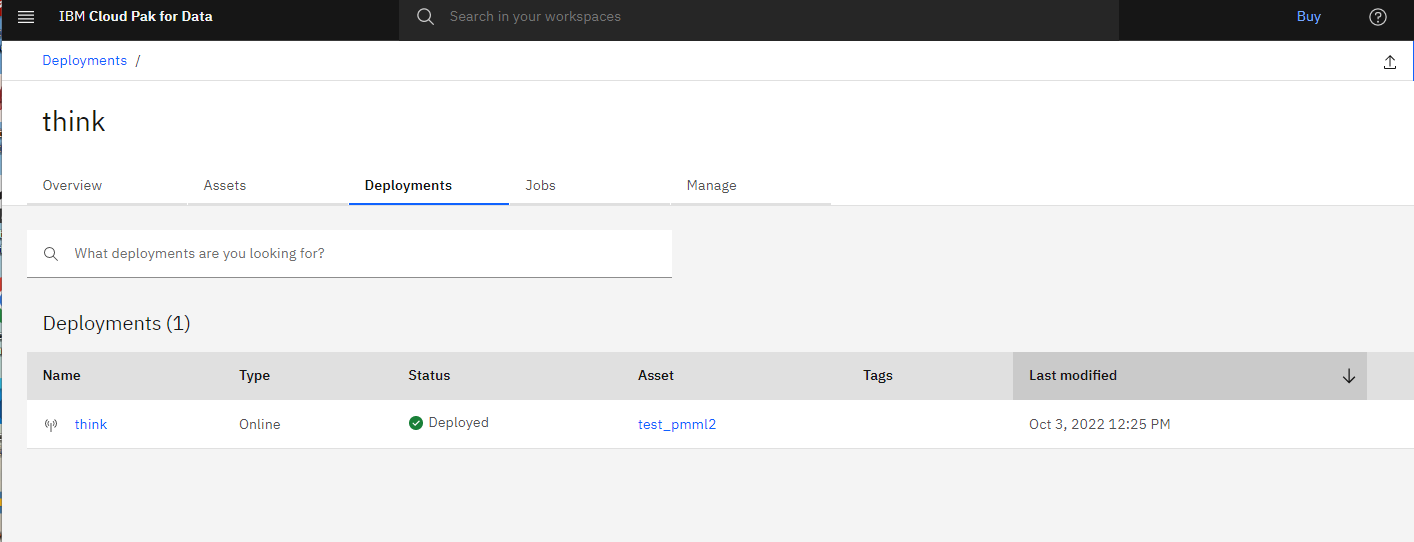 IBM Cloud Pak for Data
Search in your workspaces
Buy
Deployments /
think
Overview Assets Deployments Jobs Manage
What deployments are you looking for?
Deployments (1)
Name Type Status Asset Tags Last modified
think Online Deployed test_pmml2 Oct 3, 2022 12:25 PM